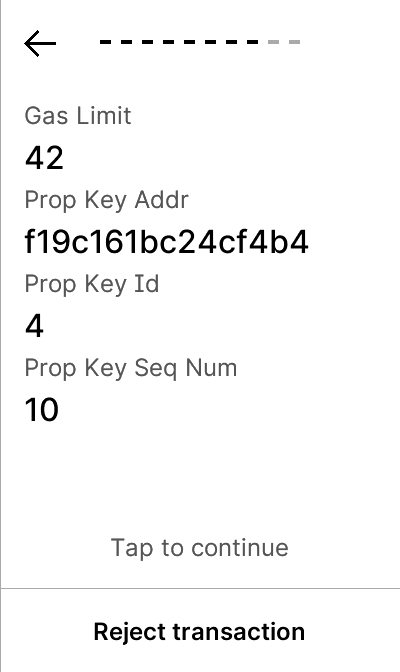 Gas Limit
42
Prop Key Addr
f19c161bc24cf4b4
Prop Key Id
4
Prop Key Seq Num
10
Tap to continue
Reject transaction